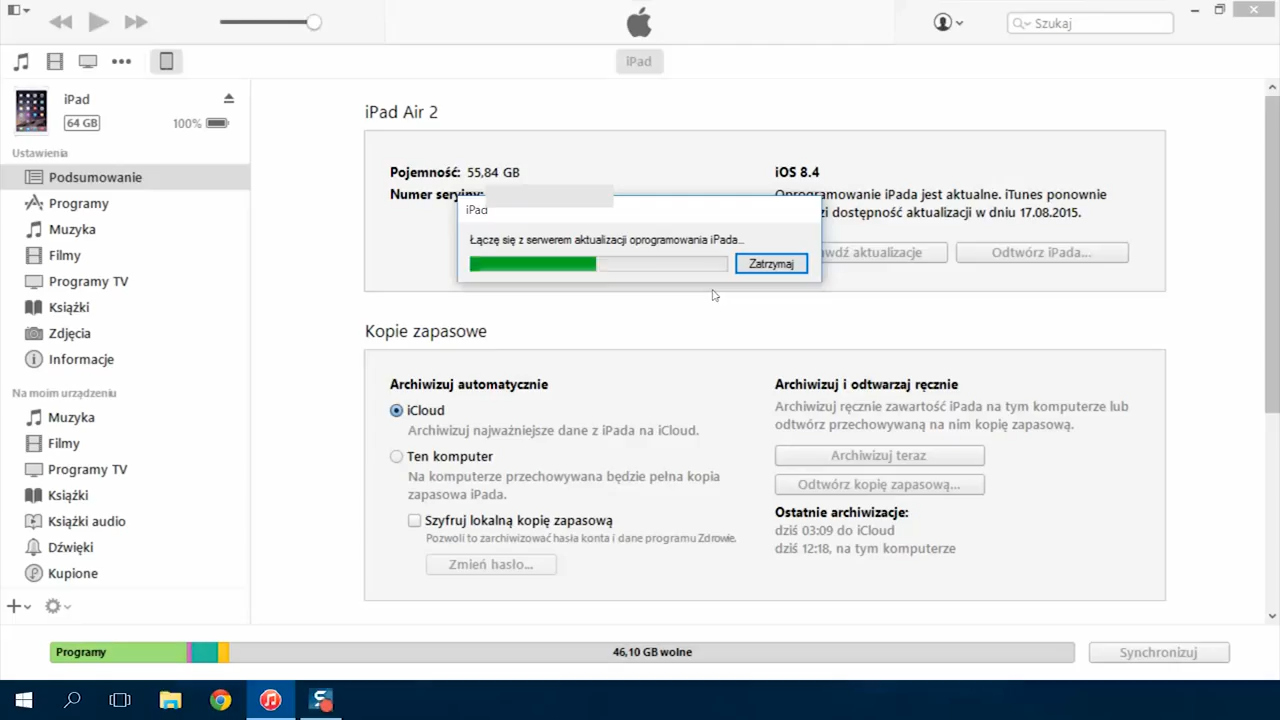 Szukaj
iPad
iPad
64 GB
100%
Ustawienia
Podsumowanie
Programy
Muzyka
Filmy
Programy TV
Książki
Zdjęcia
Informacje
Na moim urządzeniu
Muzyka
Filmy
Programy TV
Książki
Książki audio
Dźwięki
Kupione
iPad Air 2
Pojemność: 55,84 GB
Numer seryjny:
iOS 8.4
Oprogramowanie iPada jest aktualne. iTunes ponownie
zi dostępność aktualizacji w dniu 17.08.2015.
wdź aktualizacje
Odtwórz iPada...
iPad
Łączę się z serwerem aktualizacji oprogramowania iPada...
Zatrzymaj
Kopie zapasowe
Archiwizuj automatycznie
iCloud
Archiwizuj najważniejsze dane z iPada na iCloud.
Ten komputer
Na komputerze przechowywana będzie pełna kopia
zapasowa iPada.
Szyfruj lokalną kopię zapasową
Pozwoli to zarchiwizować hasła konta i dane programu Zdrowie.
Zmień hasło...
Archiwizuj i odtwarzaj ręcznie
Archiwizuj ręcznie zawartość iPada na tym komputerze lub
odtwórz przechowywaną na nim kopię zapasową.
Archiwizuj teraz
Odtwórz kopię zapasową...
Ostatnie archiwizacje:
dziś 03:09 do iCloud
dziś 12:18, na tym komputerze
Programy
46,10 GB wolne
Synchronizuj